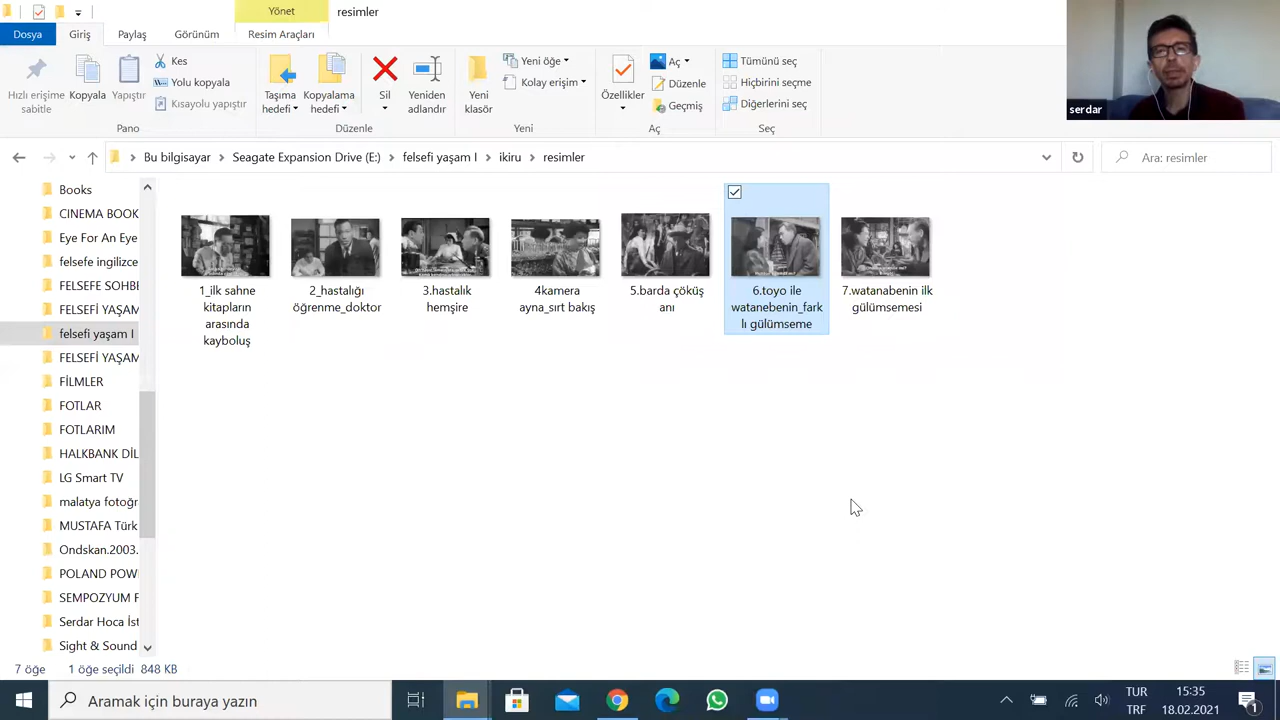 Yönet
resimler
Dosya
Giriş
Paylaş
Görünüm
Resim Araçları
Hızlı erişime
sabitle
Kopyala
Yapıştır
Kes
Yolu kopyala
Kısayolu yapıştır
Pano
Taşıma
hedefi
Kopyalama
hedefi
Sil
Yeniden
adlandır
Düzenle
Yeni
klasör
Yeni öğe
Kolay erişim
Yeni
Özellikler
Aç
Düzenle
Geçmiş
Aç
Tümünü seç
Hiçbirini seçme
Diğerlerini seç
Seç
serdar
Bu bilgisayar
Seagate Expansion Drive (E:)
felsefi yaşam I
ikiru
resimler
Ara: resimler
Books
CINEMA BOOK
Eye For An Eye
felsefe ingilizce
FELSEFE SOHBE
FELSEFİ YAŞAM
felsefi yaşam I
FELSEFİ YAŞAM
FİLMLER
FOTLAR
FOTLARIM
HALKBANK DİL
LG Smart TV
malatya fotoğr
MUSTAFA Türk
Ondskan.2003.
POLAND POW
SEMPOZYUM F
Serdar Hoca İst
Sight & Sound
1_ilk sahne
kitapların
arasında
kayboluş
2_hastalığı
öğrenme_doktor
3.hastalık
hemşire
4kamera
ayna_sırt bakış
5.barda çöküş
anı
6.toyo ile
watanebenin_fark
lı gülümseme
7.watanabenin ilk
gülümsemesi
7 öğe
1 öğe seçildi
848 KB
Aramak için buraya yazın
TUR
TRF
15:35
18.02.2021
1